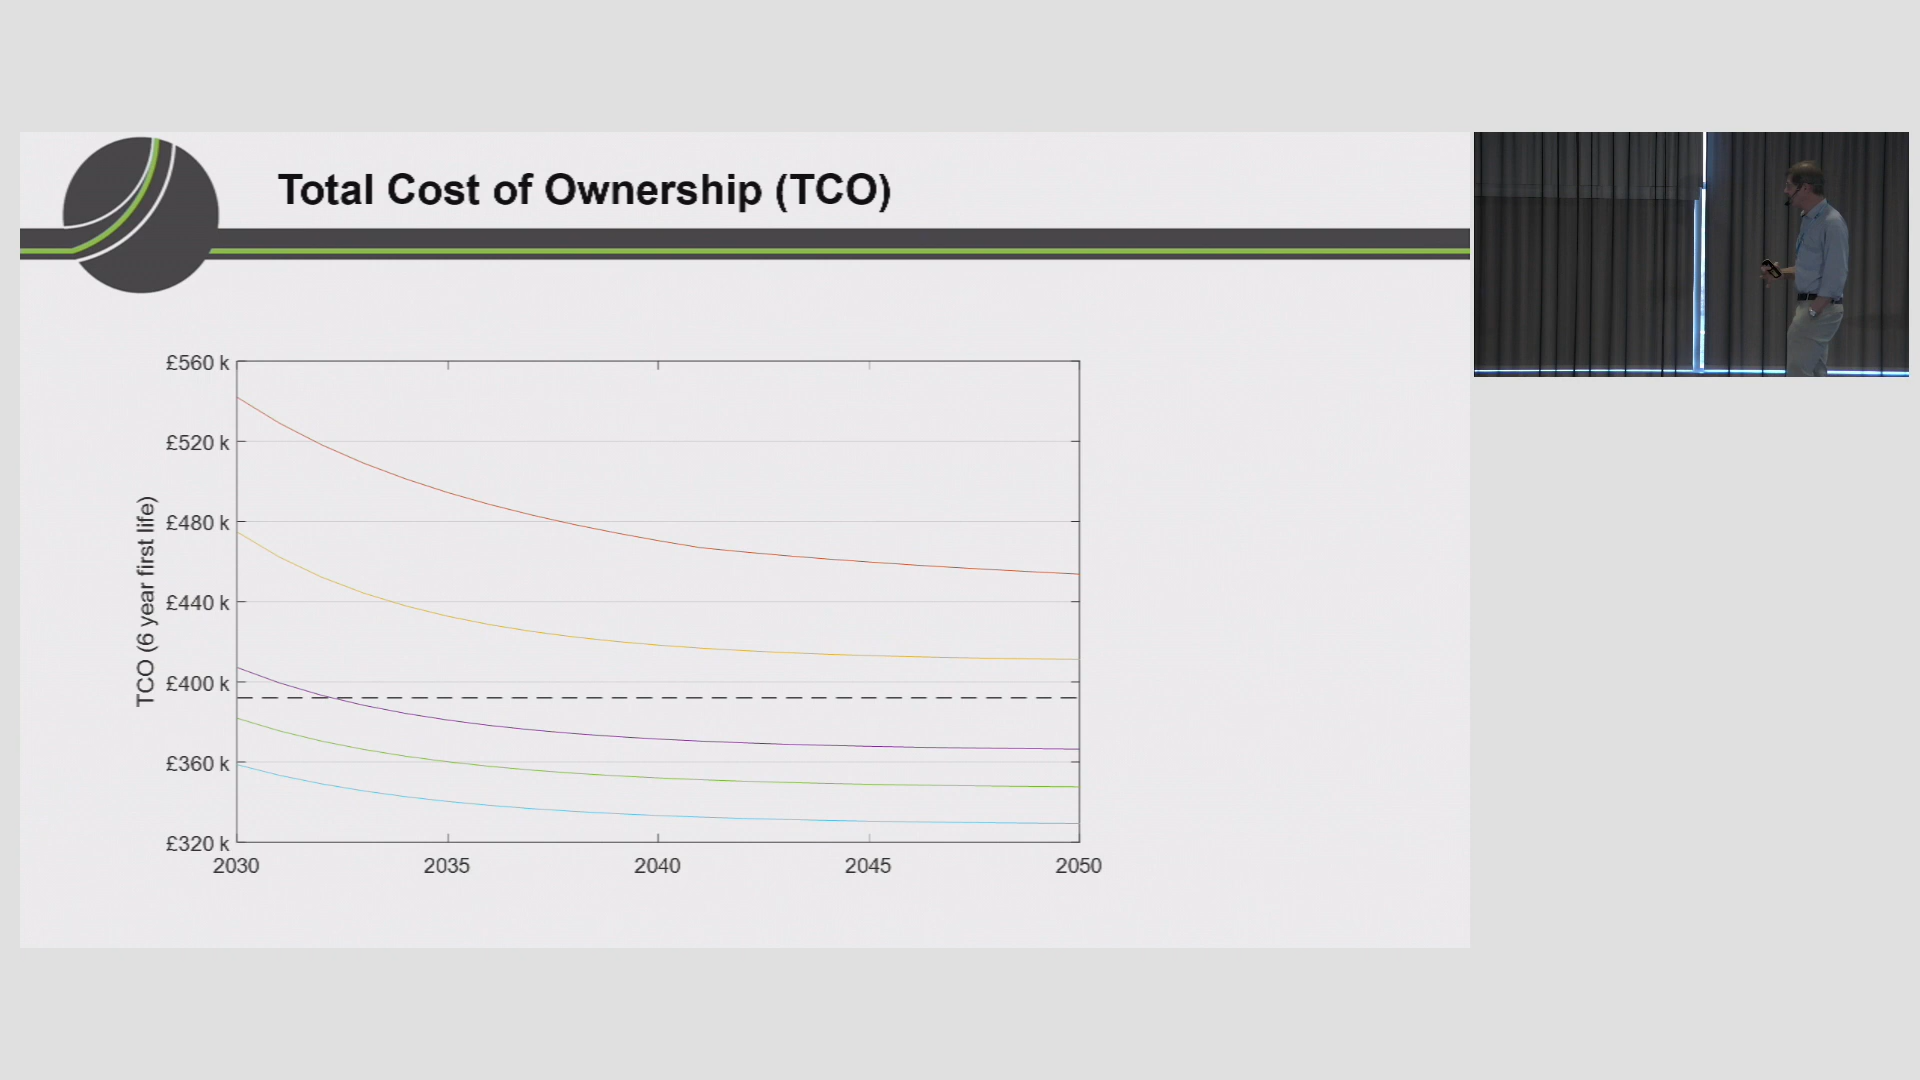 Total Cost of Ownership (TCO)
TCO (6 year first life)
£560 k
£520 k
£480 k
£440 k
£400 k
£360 k
£320 k
2030 2035 2040 2045 2050